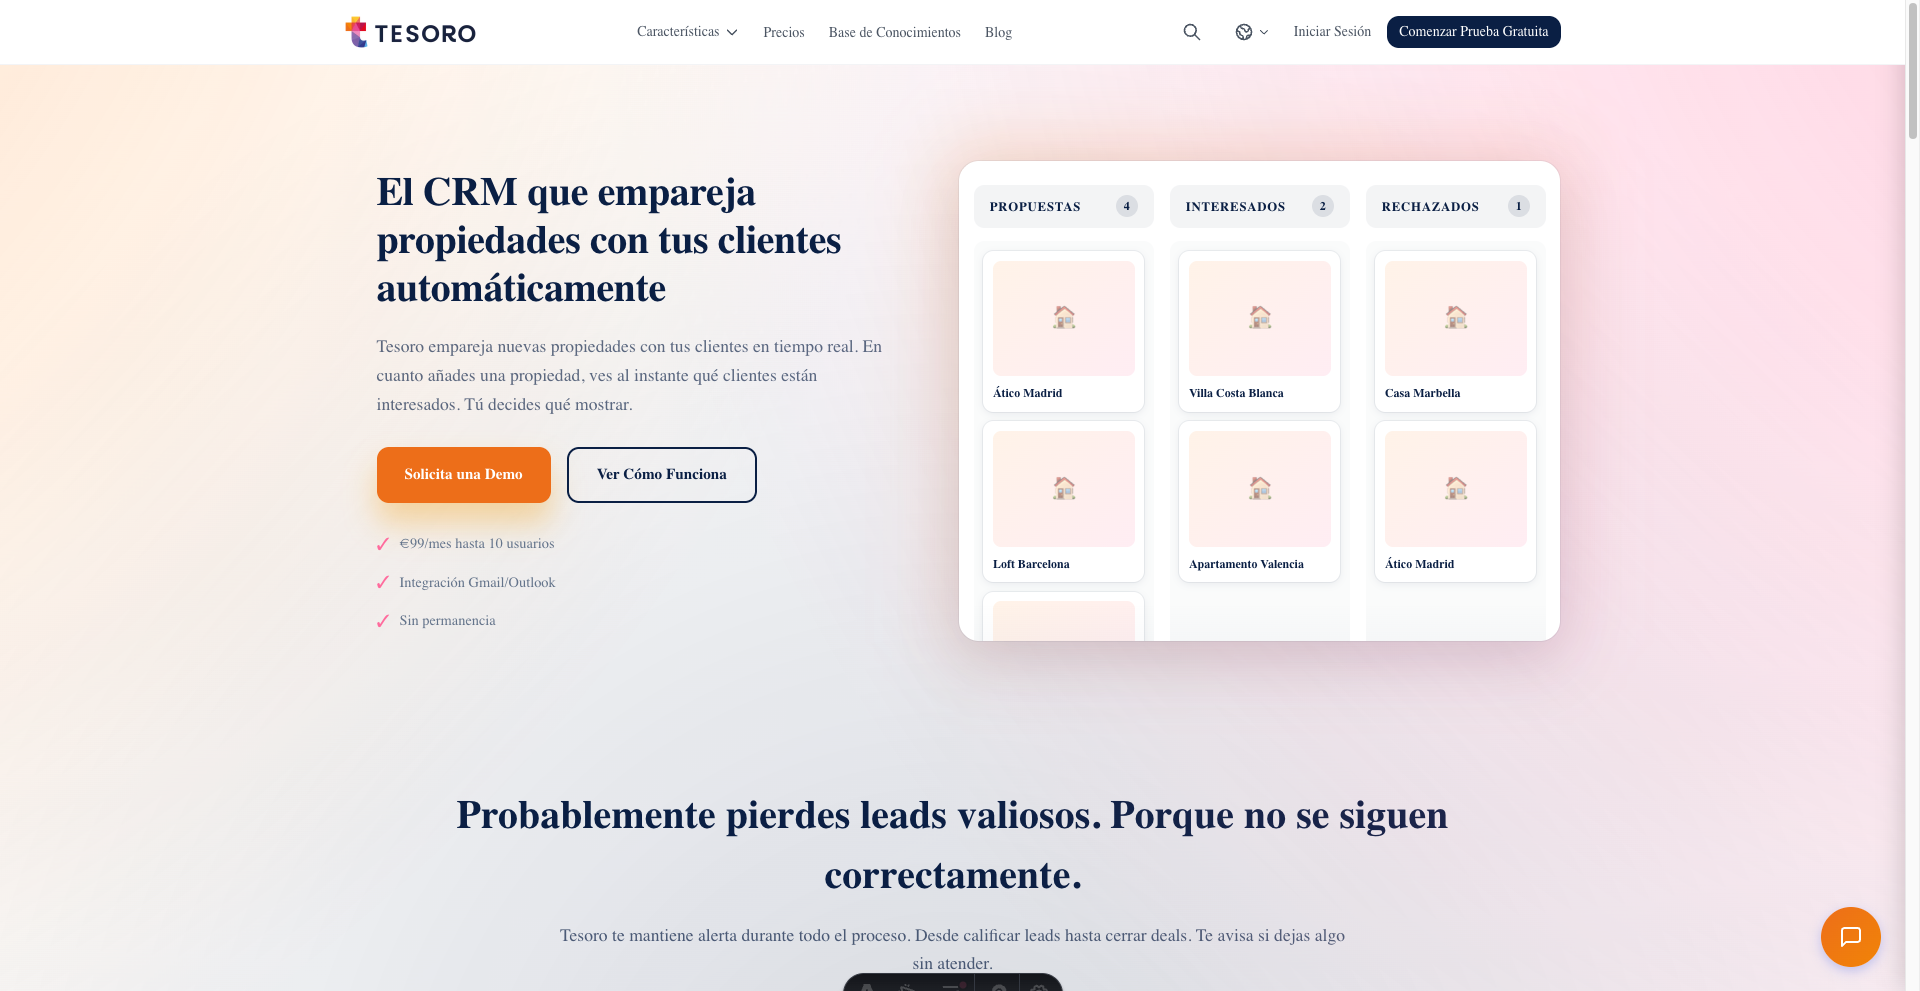 TESORO
Características
Precios
Base de Conocimientos
Blog
Iniciar Sesión
Comenzar Prueba Gratuita
El CRM que empareja
propiedades con tus clientes
automáticamente
Tesoro empareja nuevas propiedades con tus clientes en tiempo real. En
cuanto añades una propiedad, ves al instante qué clientes están
interesados. Tú decides qué mostrar.
Solicita una Demo
Ver Cómo Funciona
✓ €99/mes hasta 10 usuarios
✓ Integración Gmail/Outlook
✓ Sin permanencia
PROPUESTAS 4
Ático Madrid
Loft Barcelona
INTERESADOS 2
Villa Costa Blanca
Apartamento Valencia
RECHAZADOS 1
Casa Marbella
Ático Madrid
Probablemente pierdes leads valiosos. Porque no se siguen
correctamente.
Tesoro te mantiene alerta durante todo el proceso. Desde calificar leads hasta cerrar deals. Te avisa si dejas algo
sin atender.